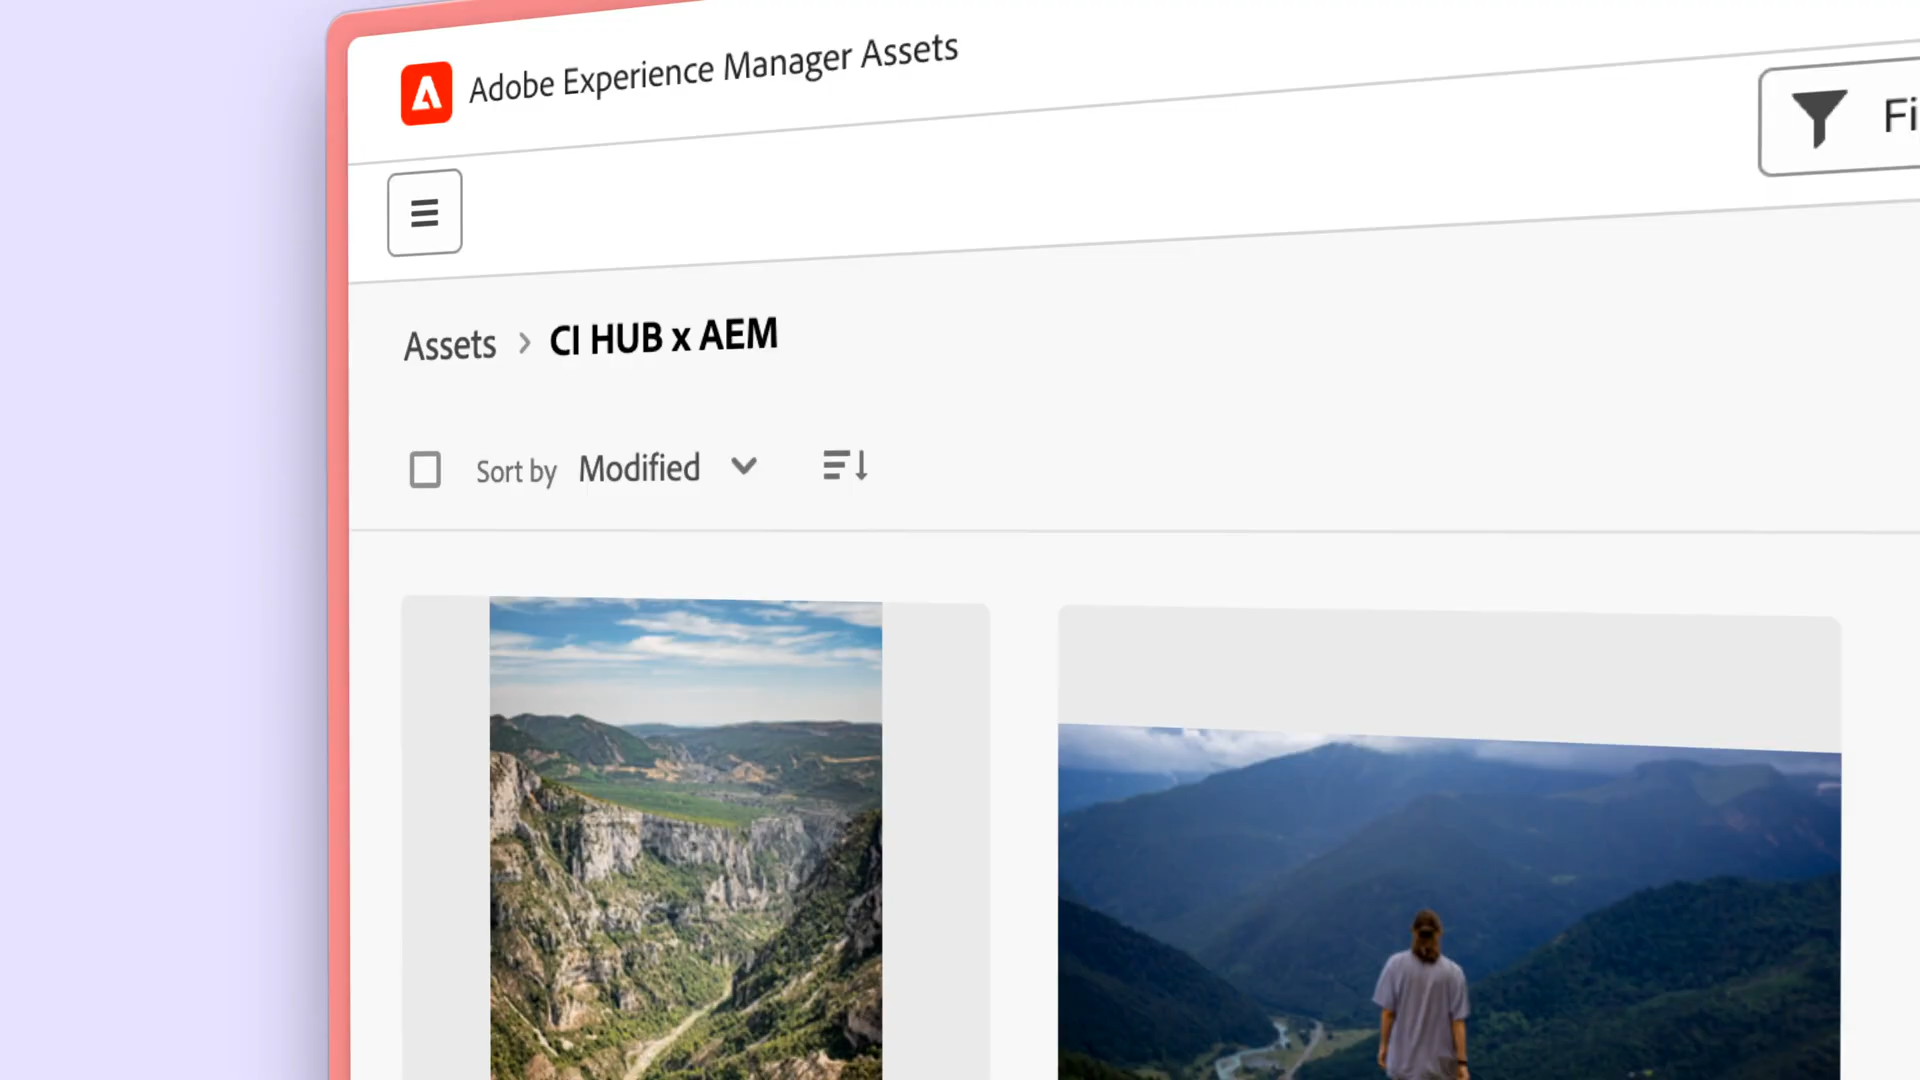 Adobe Experience Manager Assets
Fi
Assets > CI HUB x AEM
Sort by Modified